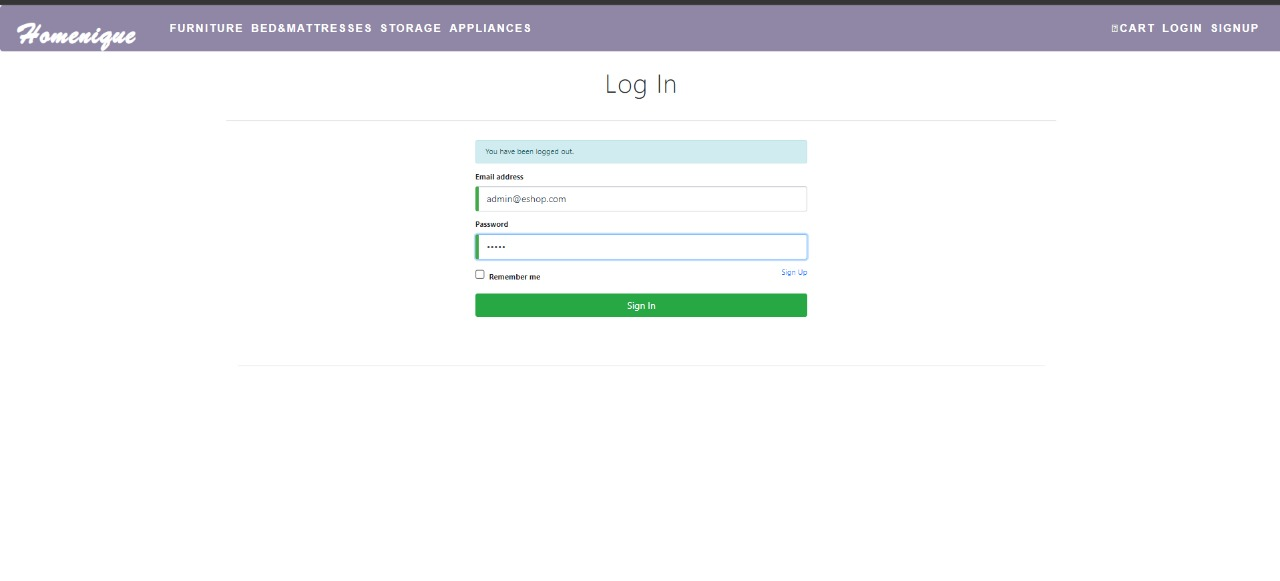 Homenique FURNITURE BED&MATTRESSES STORAGE APPLIANCES CART LOGIN SIGNUP
Log In
You have been logged out.
Email address
admin@eshop.com
Password
•••••
Remember me Sign Up
Sign In